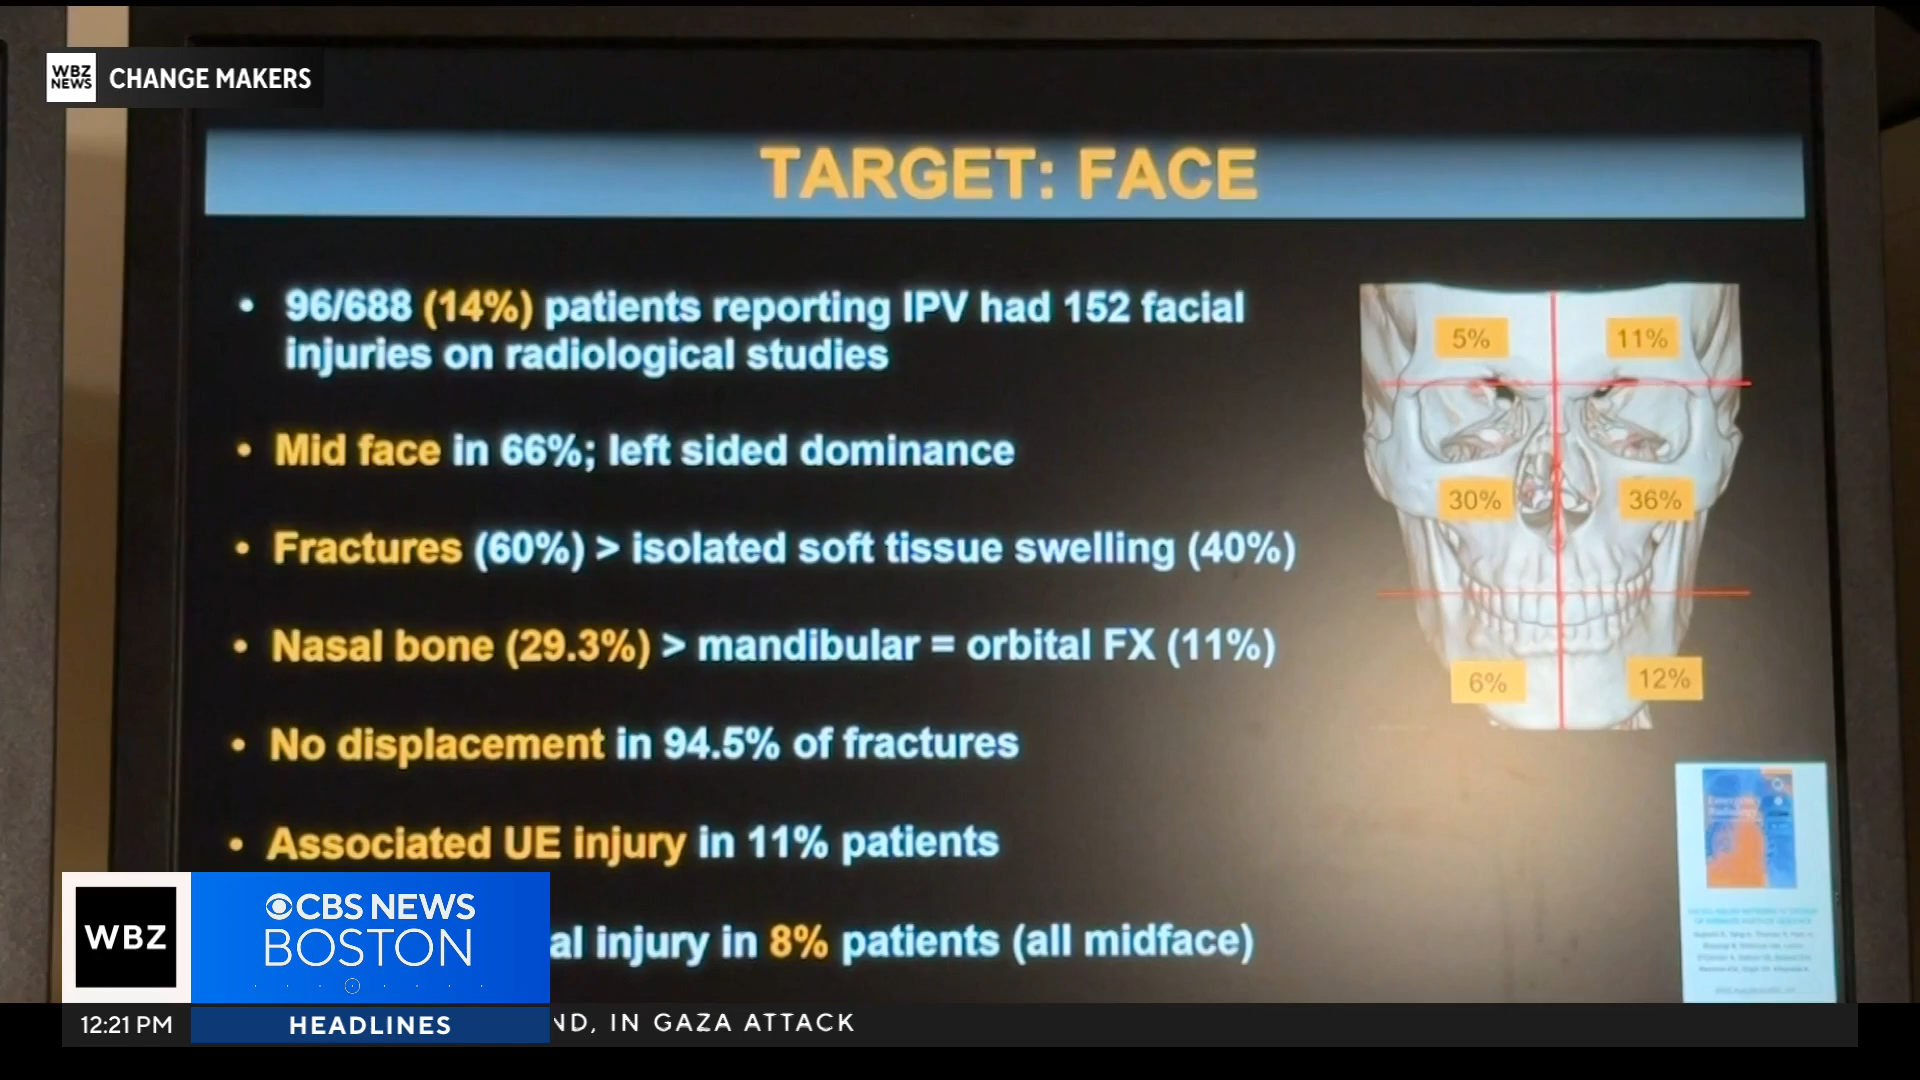 WBZ
NEWS
CHANGE MAKERS
TARGET: FACE
• 96/688 (14%) patients reporting IPV had 152 facial
injuries on radiological studies
• Mid face in 66%; left sided dominance
• Fractures (60%) > isolated soft tissue swelling (40%)
• Nasal bone (29.3%) > mandibular = orbital FX (11%)
• No displacement in 94.5% of fractures
• Associated UE injury in 11% patients
al injury in 8% patients (all midface)
5% 11%
30% 36%
6% 12%
Emergency
Radiology
WBZ
CBS NEWS
BOSTON
12:21 PM
HEADLINES
ND, IN GAZA ATTACK